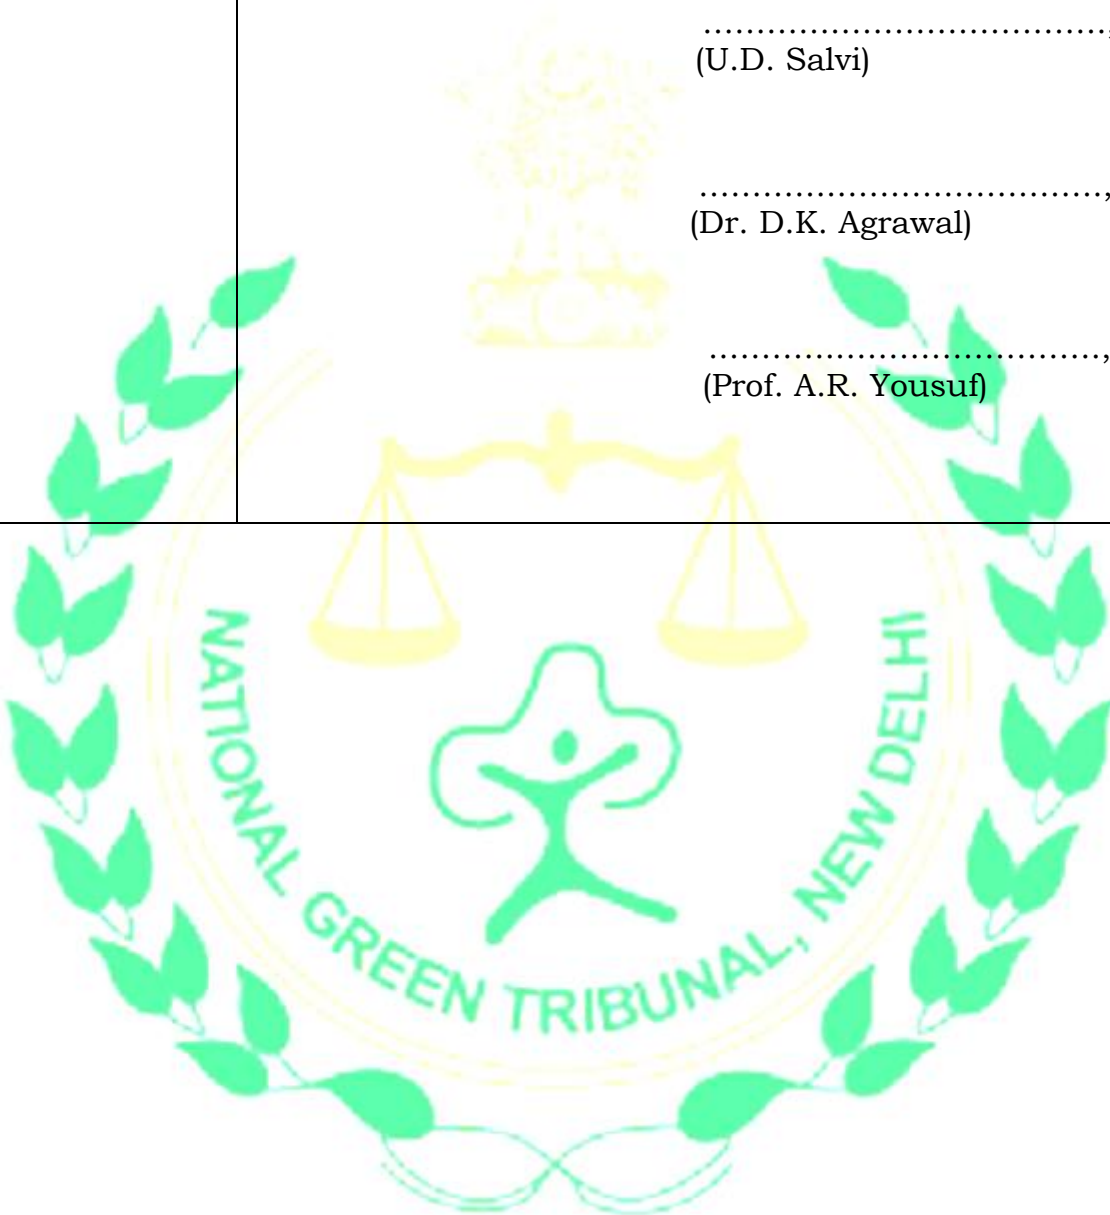 …………………………………,
(U.D. Salvi)
…………………………………,
(Dr. D.K. Agrawal)
…………………………………,
(Prof. A.R. Yousuf)
NATIONAL GREEN TRIBUNAL, NEW DELHI